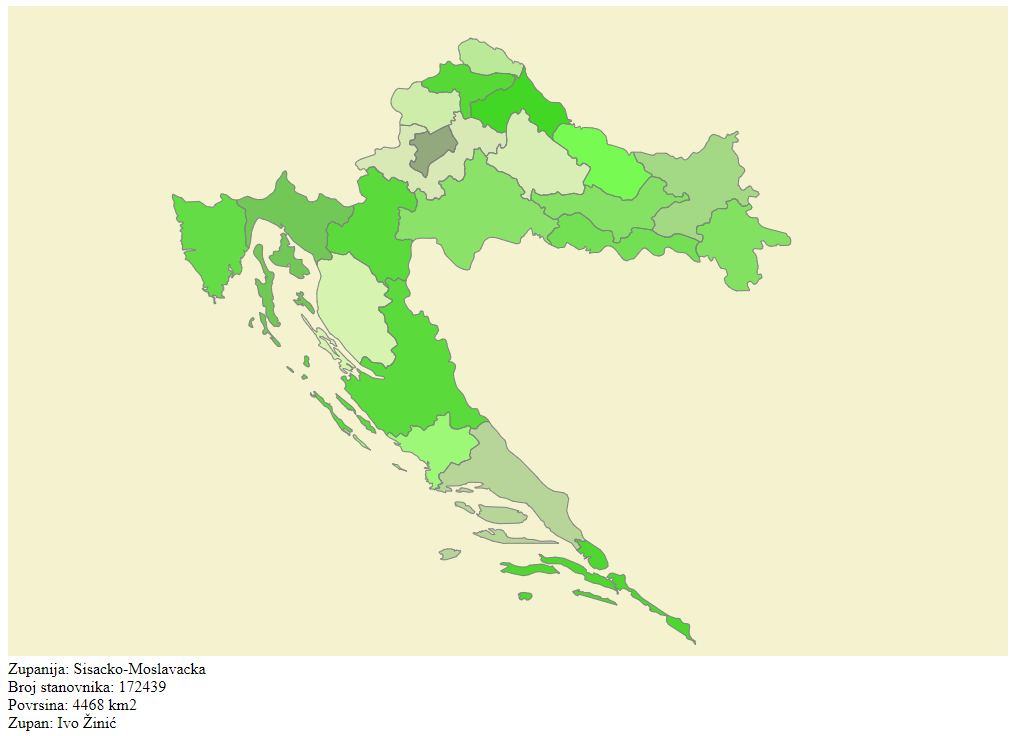 Zupanija: Sisacko-Moslavacka
Broj stanovnika: 172439
Povrsina: 4468 km2
Zupan: Ivo Žinić